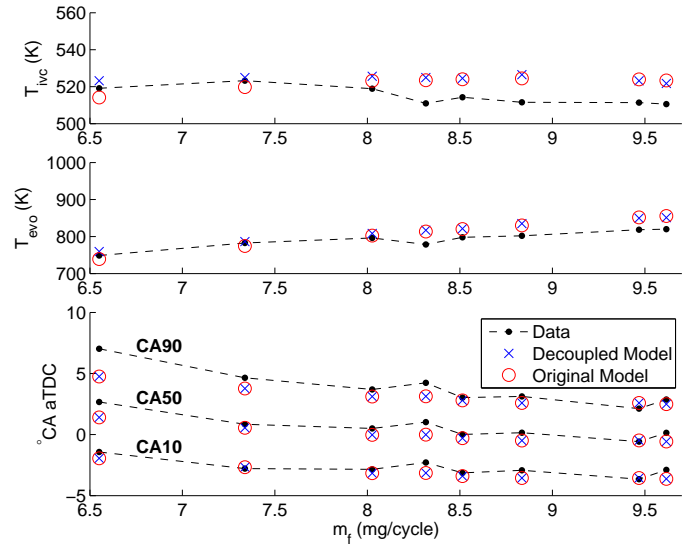 560
540
520
500
T_ivc (K)
6.5 7 7.5 8 8.5 9 9.5
1000
900
800
700
T_evo (K)
6.5 7 7.5 8 8.5 9 9.5
10
5
0
−5
°CA aTDC
CA90
CA50
CA10
Data
Decoupled Model
Original Model
6.5 7 7.5 8 8.5 9 9.5
m_f (mg/cycle)